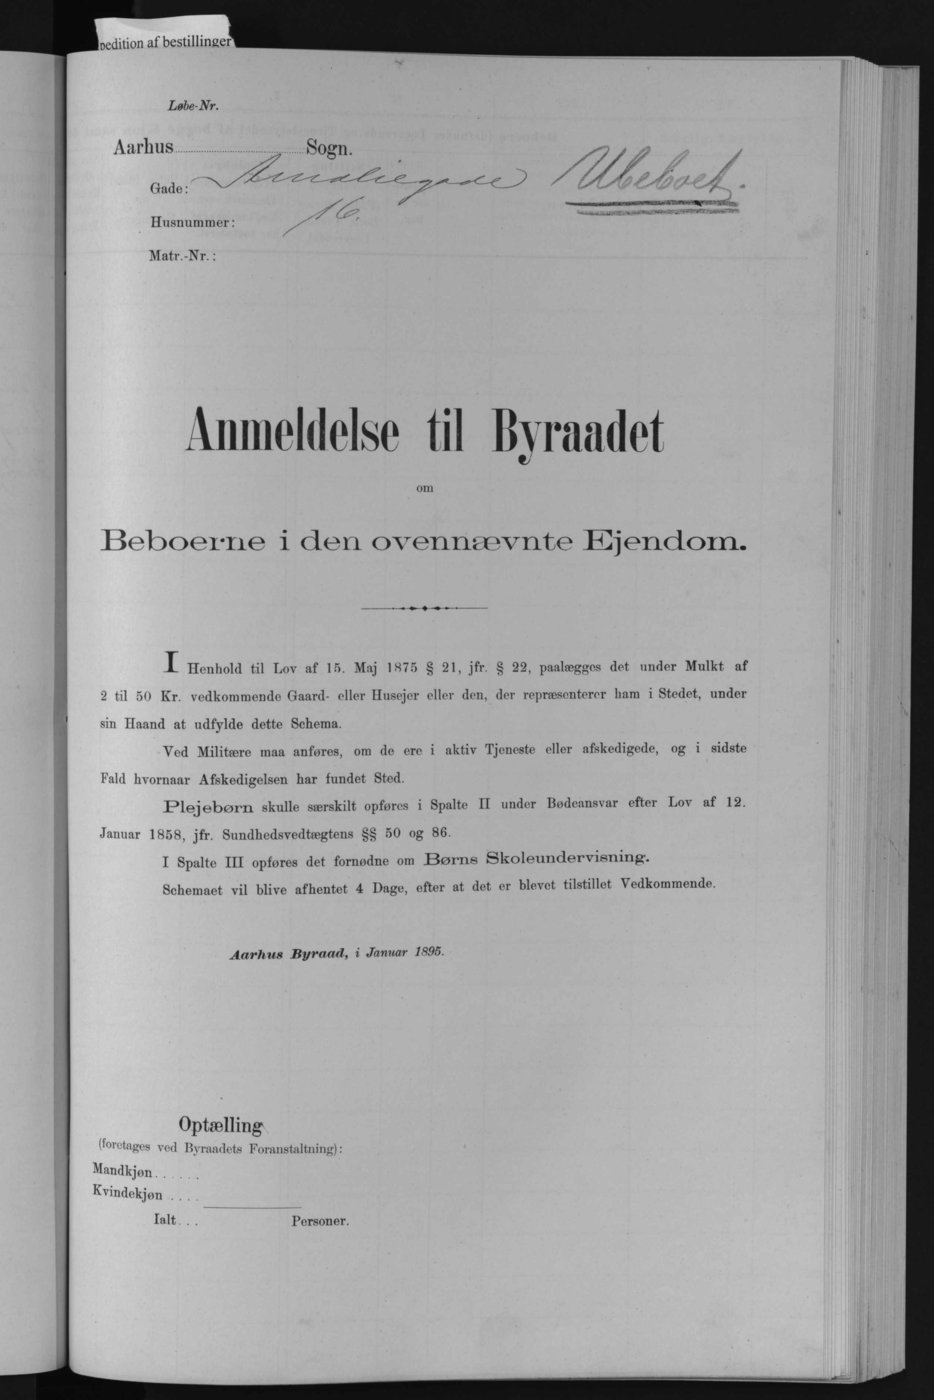 pedition af bestillinger
Løbe-Nr.
Aarhus Sogn.
Gade: Amaliegade Ubeboet.
Husnummer: 16.
Matr.-Nr.:
Anmeldelse til Byraadet
om
Beboerne i den ovennævnte Ejendom.
I Henhold til Lov af 15. Maj 1875 § 21, jfr. § 22, paalægges det under Mulkt af
2 til 50 Kr. vedkommende Gaard- eller Husejer eller den, der repræsenterer ham i Stedet, under
sin Haand at udfylde dette Schema.
Ved Militære maa anføres, om de ere i aktiv Tjeneste eller afskedigede, og i sidste
Fald hvornaar Afskedigelsen har fundet Sted.
Plejebørn skulle særskilt opføres i Spalte II under Bødeansvar efter Lov af 12.
Januar 1858, jfr. Sundhedsvedtægtens §§ 50 og 86.
I Spalte III opføres det fornødne om Børns Skoleundervisning.
Schemaet vil blive afhentet 4 Dage, efter at det er blevet tilstillet Vedkommende.
Aarhus Byraad, i Januar 1895.
Optælling
(foretages ved Byraadets Foranstaltning):
Mandkjøn......
Kvindekjøn ....
Ialt... Personer.